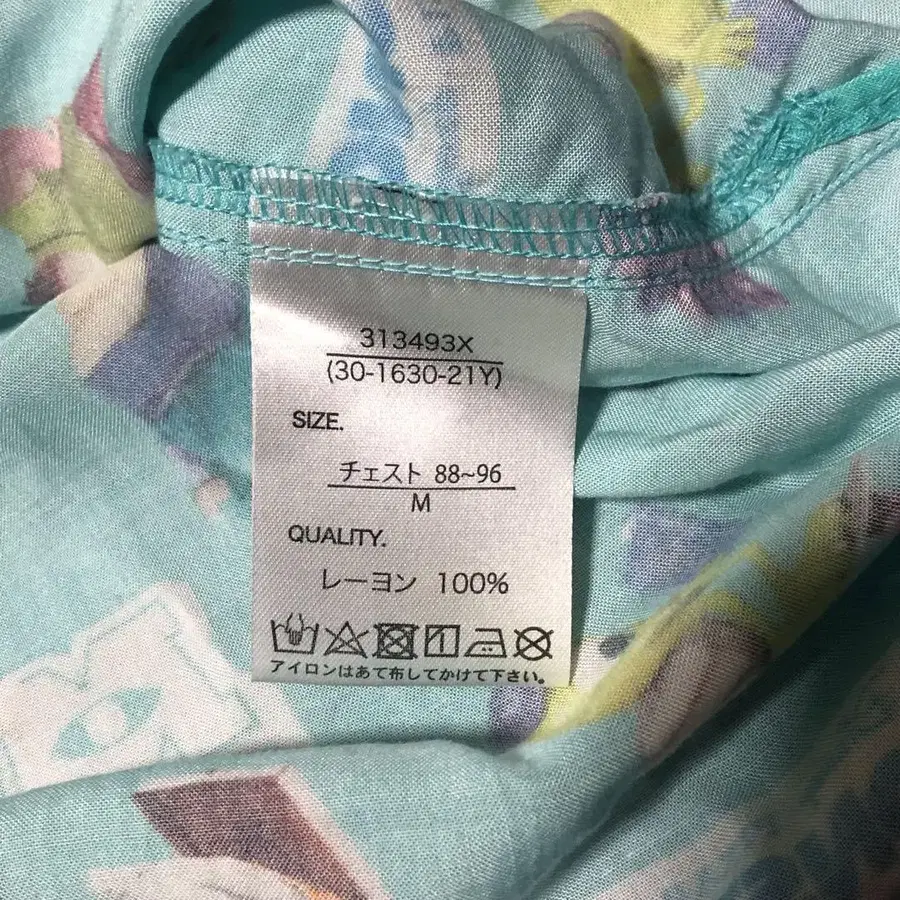 313493X
(30-1630-21Y)
SIZE.
チェスト 88~96
M
QUALITY.
レーヨン 100%
アイロンはあて布してかけて下さい。